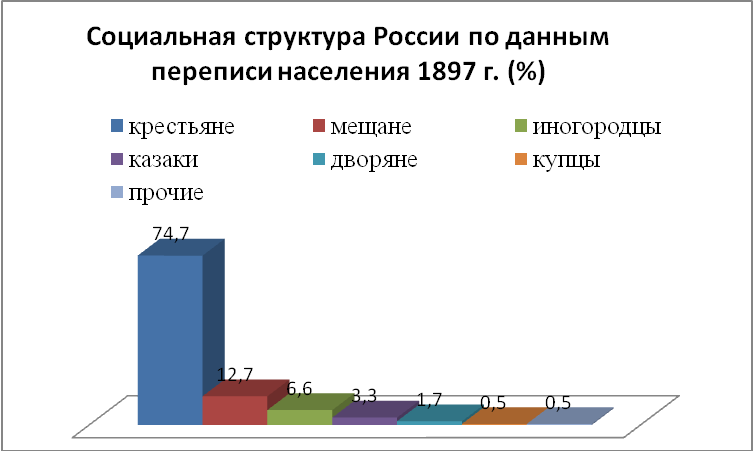 Социальная структура России по данным
переписи населения 1897 г. (%)
крестьяне мещане иногородцы
казаки дворяне купцы
прочие
74,7
12,7
6,6
3,3
1,7
0,5
0,5